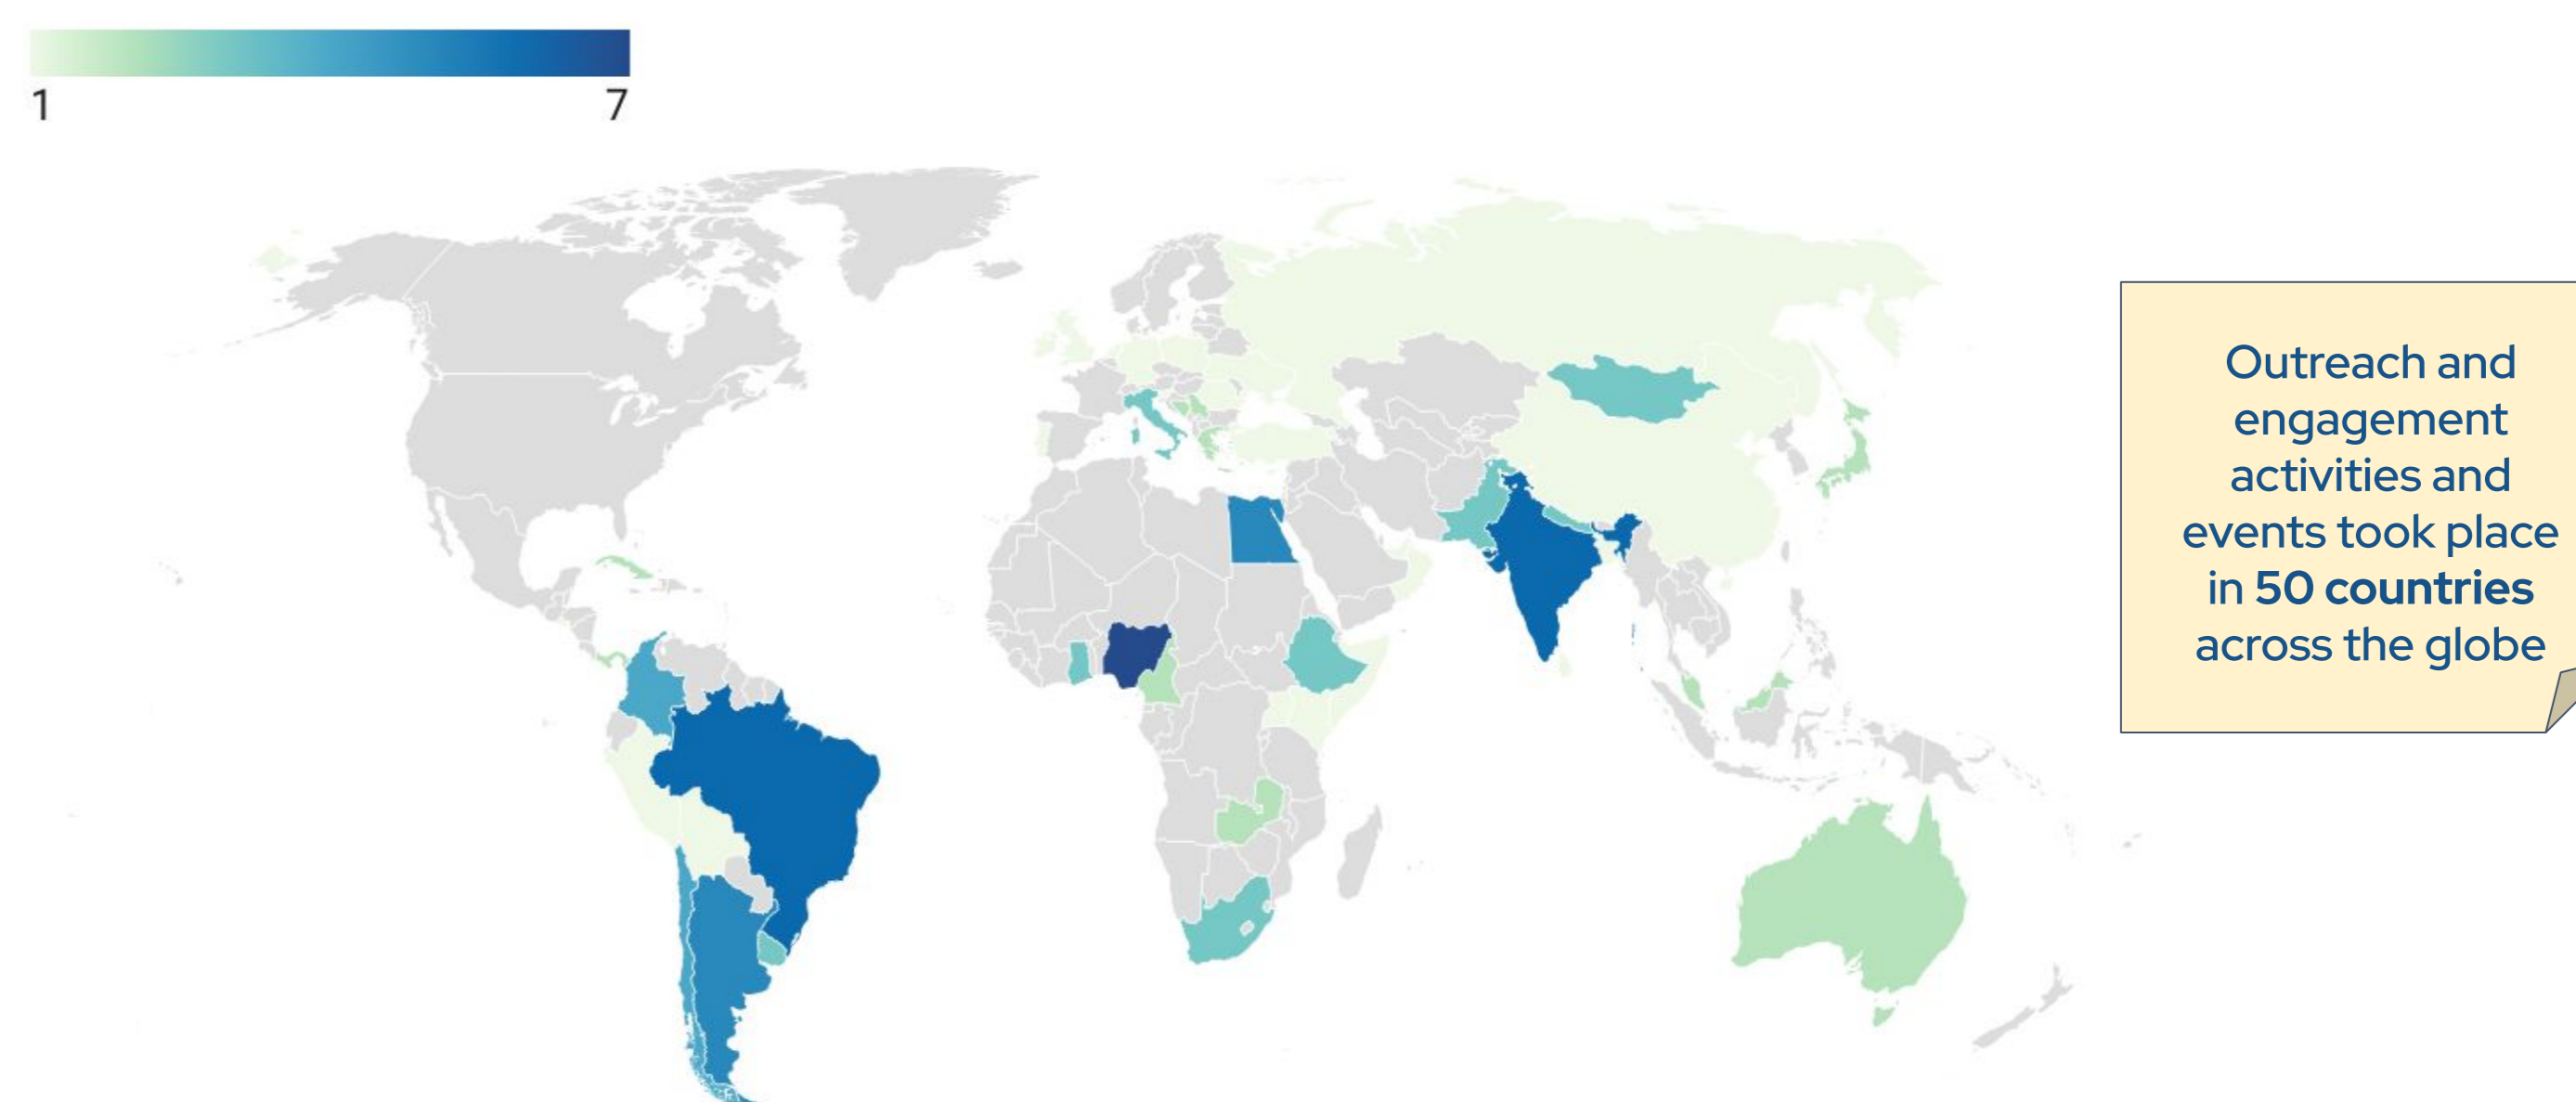 1
7
Outreach and
engagement
activities and
events took place
in 50 countries
across the globe